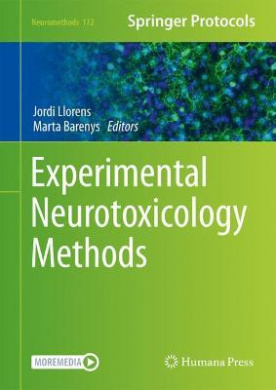 Neuromethods 172
Springer Protocols
Jordi Llorens
Marta Barenys Editors
Experimental
Neurotoxicology
Methods
MOREMEDIA
Humana Press